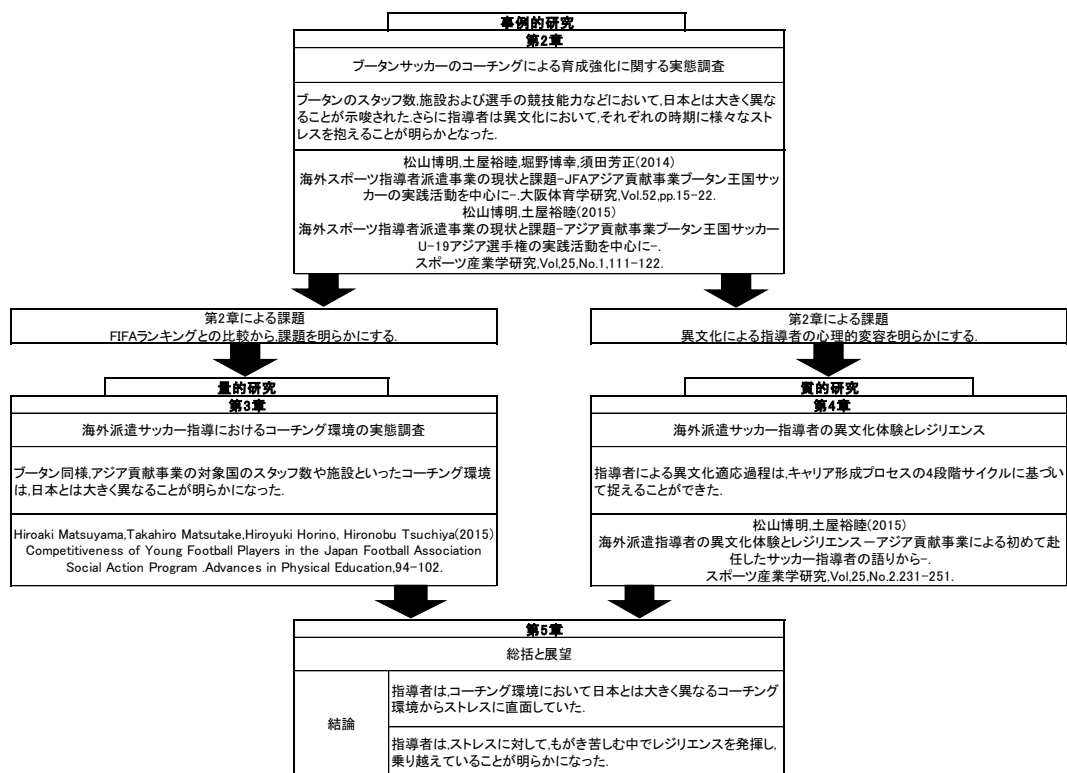 事例的研究
第2章
ブータンサッカーのコーチングによる育成強化に関する実態調査
ブータンのスタッフ数,施設および選手の競技能力などにおいて,日本とは大きく異な
ることが示唆された.さらに指導者は異文化において,それぞれの時期に様々なスト
レスを抱えることが明らかとなった.
松山博明,土屋裕睦,堀野博幸,須田芳正(2014)
海外スポーツ指導者派遣事業の現状と課題-JFAアジア貢献事業ブータン王国サッ
カーの実践活動を中心に-.大阪体育学研究,Vol.52,pp.15-22.
松山博明,土屋裕睦(2015)
海外スポーツ指導者派遣事業の現状と課題-アジア貢献事業ブータン王国サッカー
U-19アジア選手権の実践活動を中心に-.
スポーツ産業学研究,Vol,25,No.1,111-122.
第2章による課題
FIFAランキングとの比較から,課題を明らかにする.
第2章による課題
異文化による指導者の心理的変容を明らかにする.
量的研究
第3章
海外派遣サッカー指導におけるコーチング環境の実態調査
ブータン同様,アジア貢献事業の対象国のスタッフ数や施設といったコーチング環境
は,日本とは大きく異なることが明らかになった.
Hiroaki Matsuyama,Takahiro Matsutake,Hiroyuki Horino, Hironobu Tsuchiya(2015)
Competitiveness of Young Football Players in the Japan Football Association
Social Action Program .Advances in Physical Education,94-102.
質的研究
第4章
海外派遣サッカー指導者の異文化体験とレジリエンス
指導者による異文化適応過程は,キャリア形成プロセスの4段階サイクルに基づい
て捉えることができた.
松山博明,土屋裕睦(2015)
海外派遣指導者の異文化体験とレジリエンス－アジア貢献事業による初めて赴
任したサッカー指導者の語りから-.
スポーツ産業学研究,Vol,25,No.2.231-251.
第5章
総括と展望
結論
指導者は,コーチング環境において日本とは大きく異なるコーチング
環境からストレスに直面していた.
指導者は,ストレスに対して,もがき苦しむ中でレジリエンスを発揮し,
乗り越えていることが明らかになった.